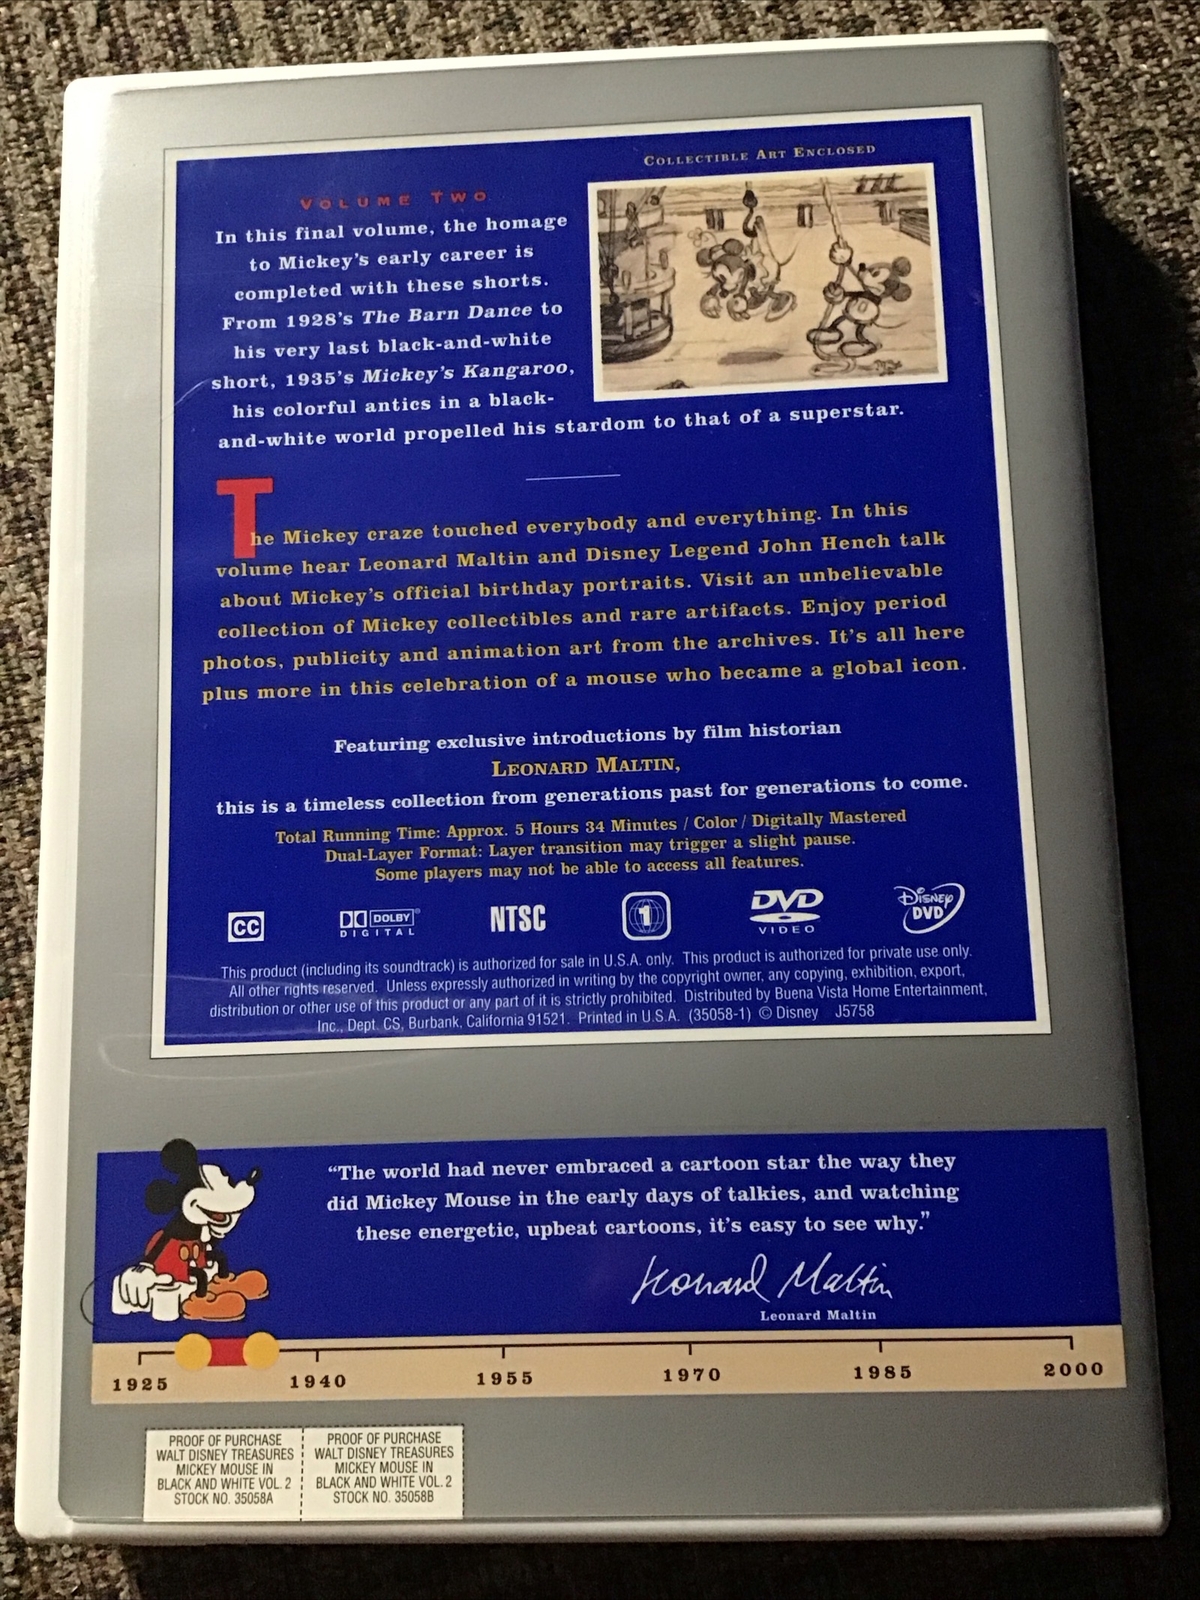 COLLECTIBLE ART ENCLOSED
VOLUME TWO
In this final volume, the homage
to Mickey's early career is
completed with these shorts.
From 1928's The Barn Dance to
his very last black-and-white
short, 1935's Mickey's Kangaroo,
his colorful antics in a black-
and-white world propelled his stardom to that of a superstar.
The Mickey craze touched everybody and everything. In this
volume hear Leonard Maltin and Disney Legend John Hench talk
about Mickey's official birthday portraits. Visit an unbelievable
collection of Mickey collectibles and rare artifacts. Enjoy period
photos, publicity and animation art from the archives. It's all here
plus more in this celebration of a mouse who became a global icon.
Featuring exclusive introductions by film historian
LEONARD MALTIN,
this is a timeless collection from generations past for generations to come.
Total Running Time: Approx. 5 Hours 34 Minutes / Color / Digitally Mastered
Dual-Layer Format: Layer transition may trigger a slight pause.
Some players may not be able to access all features.
CC DOLBY DIGITAL NTSC 1 DVD VIDEO DISNEY DVD
This product (including its soundtrack) is authorized for sale in U.S.A. only. This product is authorized for private use only.
All other rights reserved. Unless expressly authorized in writing by the copyright owner, any copying, exhibition, export,
distribution or other use of this product or any part of it is strictly prohibited. Distributed by Buena Vista Home Entertainment,
Inc., Dept. CS, Burbank, California 91521. Printed in U.S.A. (35058-1) © Disney J5758
“The world had never embraced a cartoon star the way they
did Mickey Mouse in the early days of talkies, and watching
these energetic, upbeat cartoons, it's easy to see why.”
Leonard Maltin
Leonard Maltin
1925 1940 1955 1970 1985 2000
PROOF OF PURCHASE
WALT DISNEY TREASURES
MICKEY MOUSE IN
BLACK AND WHITE VOL. 2
STOCK NO. 35058A
PROOF OF PURCHASE
WALT DISNEY TREASURES
MICKEY MOUSE IN
BLACK AND WHITE VOL. 2
STOCK NO. 35058B